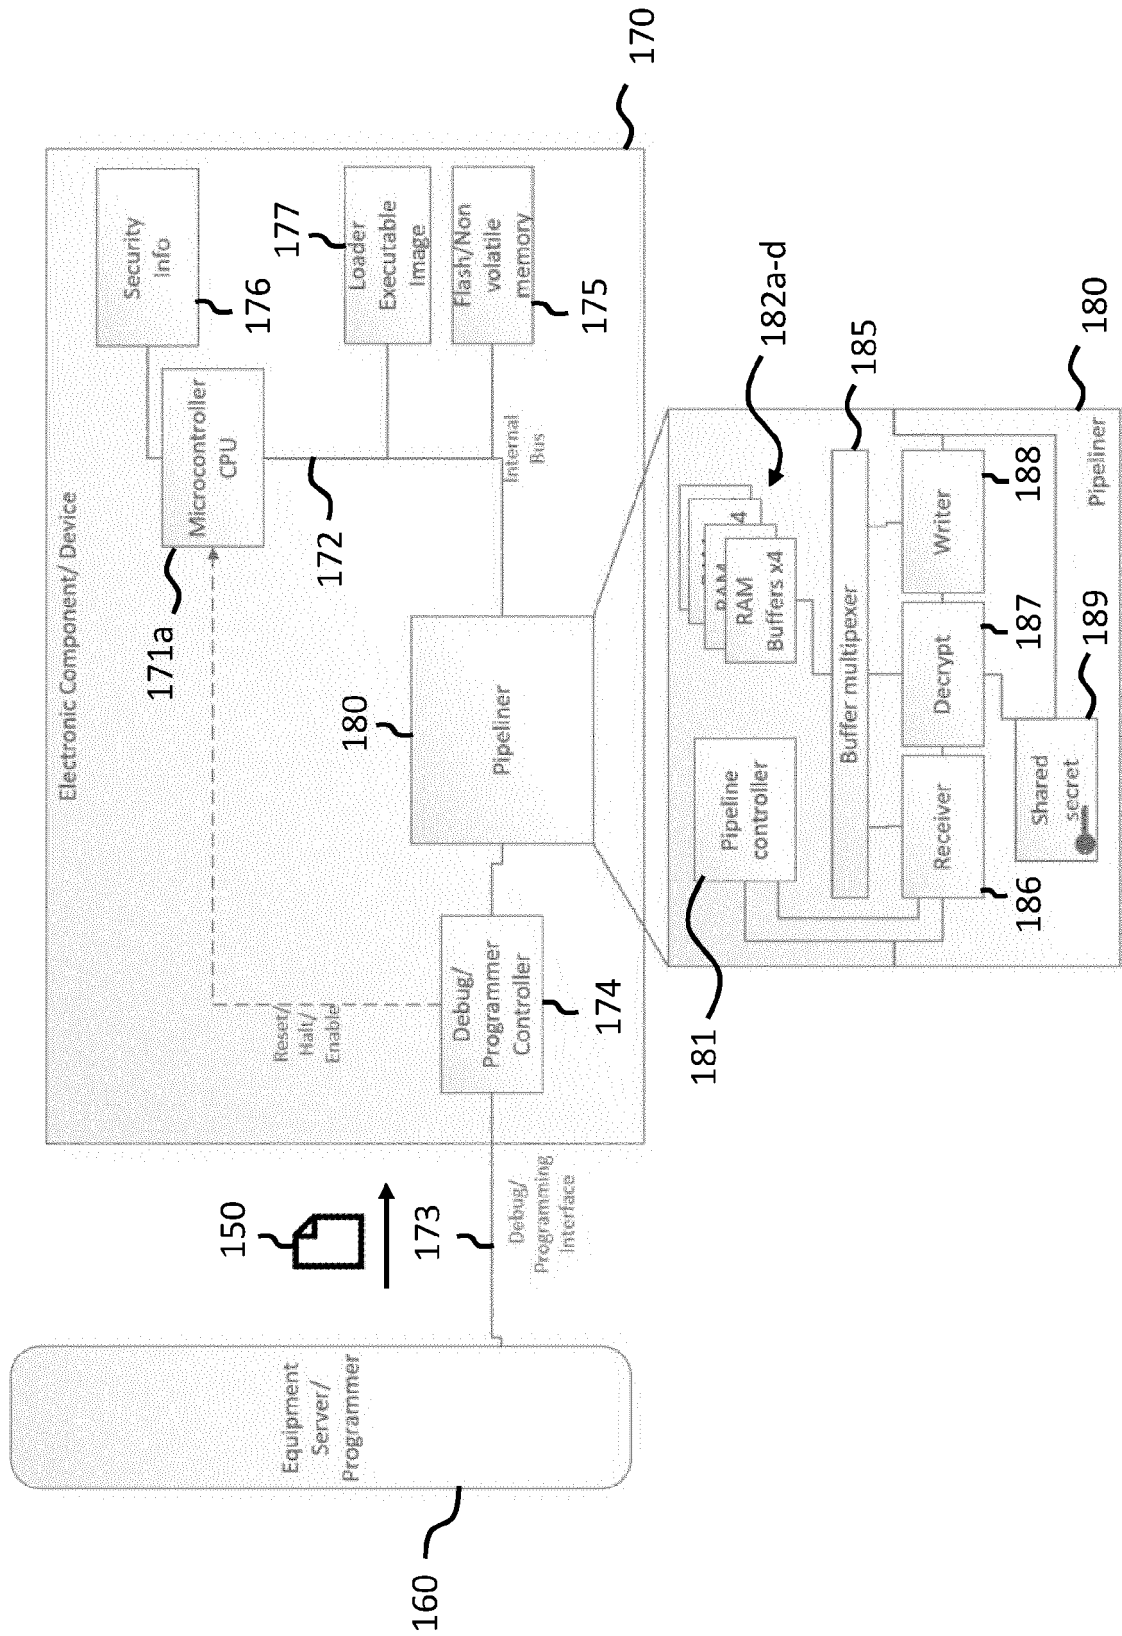 160
Equipment
Server/
Programmer
150
173
Debug/
Programming
Interface
Electronic Component/ Device
170
Reset/
Halt/
Enable
Debug/
Programmer
Controller
174
171a
Microcontroller
CPU
Security
Info
176
172
177
Loader
Executable
Image
Flash/Non
volatile
memory
175
Internal
Bus
180
Pipeliner
181
Pipeline
controller
RAM
4
RAM
Buffers x4
182a-d
Buffer multipexer
185
Receiver
186
Decrypt
187
Writer
188
Shared
secret
189
Pipeliner
180